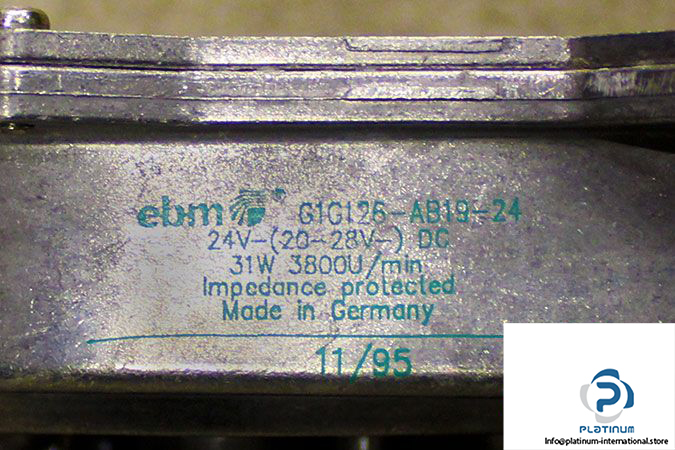 ebm G1G126-AB19-24
24V-(20-28V-) DC
31W 3800U/min
Impedance protected
Made in Germany
11/95
PLATINUM
Info@platinum-international.store